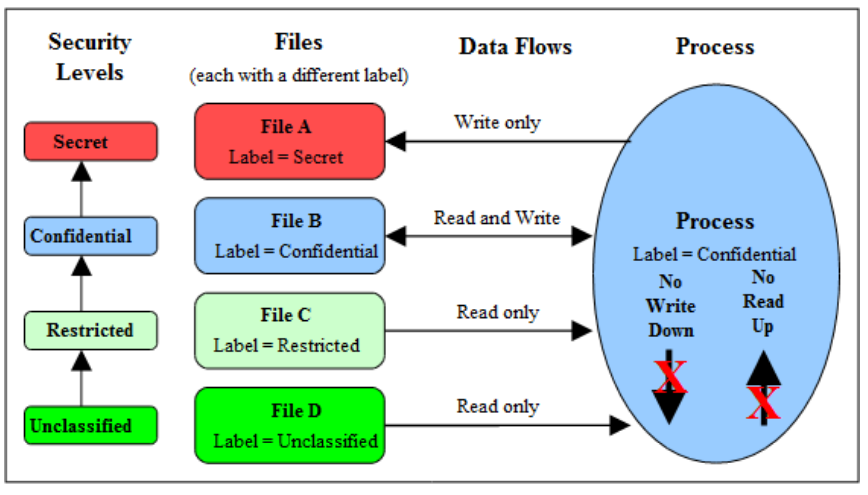 Security
Levels
Files
(each with a different label)
Data Flows
Process
Secret
Confidential
Restricted
Unclassified
File A
Label = Secret
File B
Label = Confidential
File C
Label = Restricted
File D
Label = Unclassified
Write only
Read and Write
Read only
Read only
Process
Label = Confidential
No
Write
Down
X
No
Read
Up
X